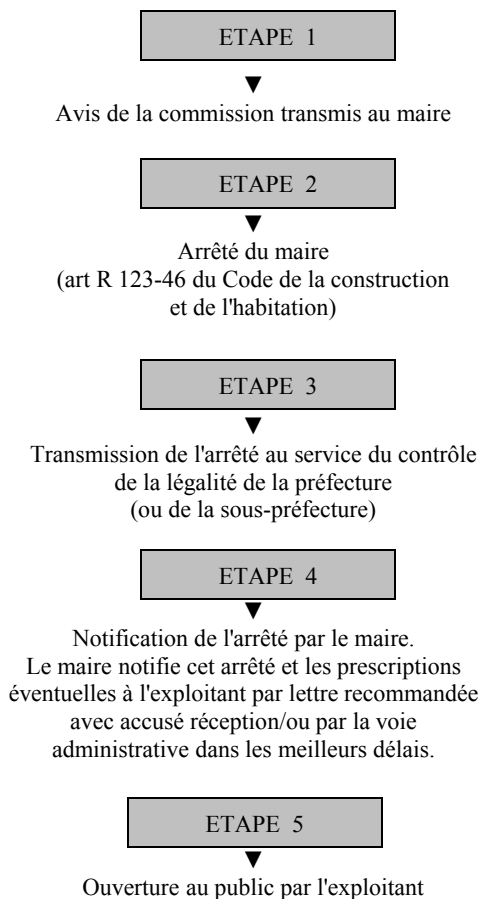 ETAPE 1
▼
Avis de la commission transmis au maire
ETAPE 2
▼
Arrêté du maire
(art R 123-46 du Code de la construction
et de l'habitation)
ETAPE 3
▼
Transmission de l'arrêté au service du contrôle
de la légalité de la préfecture
(ou de la sous-préfecture)
ETAPE 4
▼
Notification de l'arrêté par le maire.
Le maire notifie cet arrêté et les prescriptions
éventuelles à l'exploitant par lettre recommandée
avec accusé réception/ou par la voie
administrative dans les meilleurs délais.
ETAPE 5
▼
Ouverture au public par l'exploitant